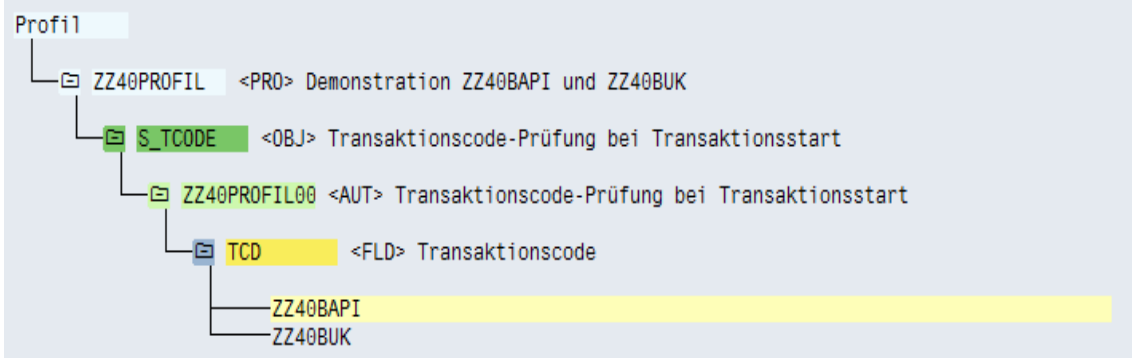 Profil
ZZ40PROFIL <PRO> Demonstration ZZ40BAPI und ZZ40BUK
S_TCODE <OBJ> Transaktionscode-Prüfung bei Transaktionsstart
ZZ40PROFIL00 <AUT> Transaktionscode-Prüfung bei Transaktionsstart
TCD <FLD> Transaktionscode
ZZ40BAPI
ZZ40BUK